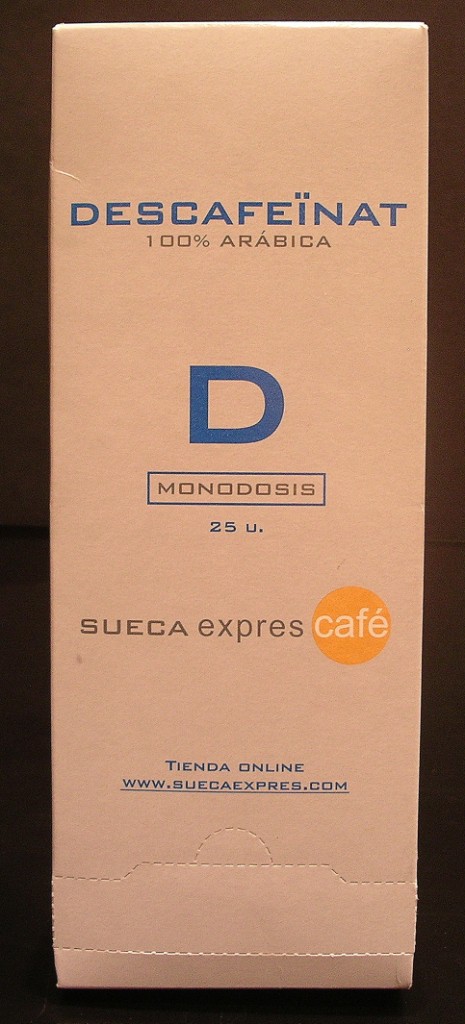 DESCAFEÏNAT
100% ARÁBICA
D
MONODOSIS
25 u.
SUECA expres café
TIENDA ONLINE
WWW.SUECAEXPRES.COM